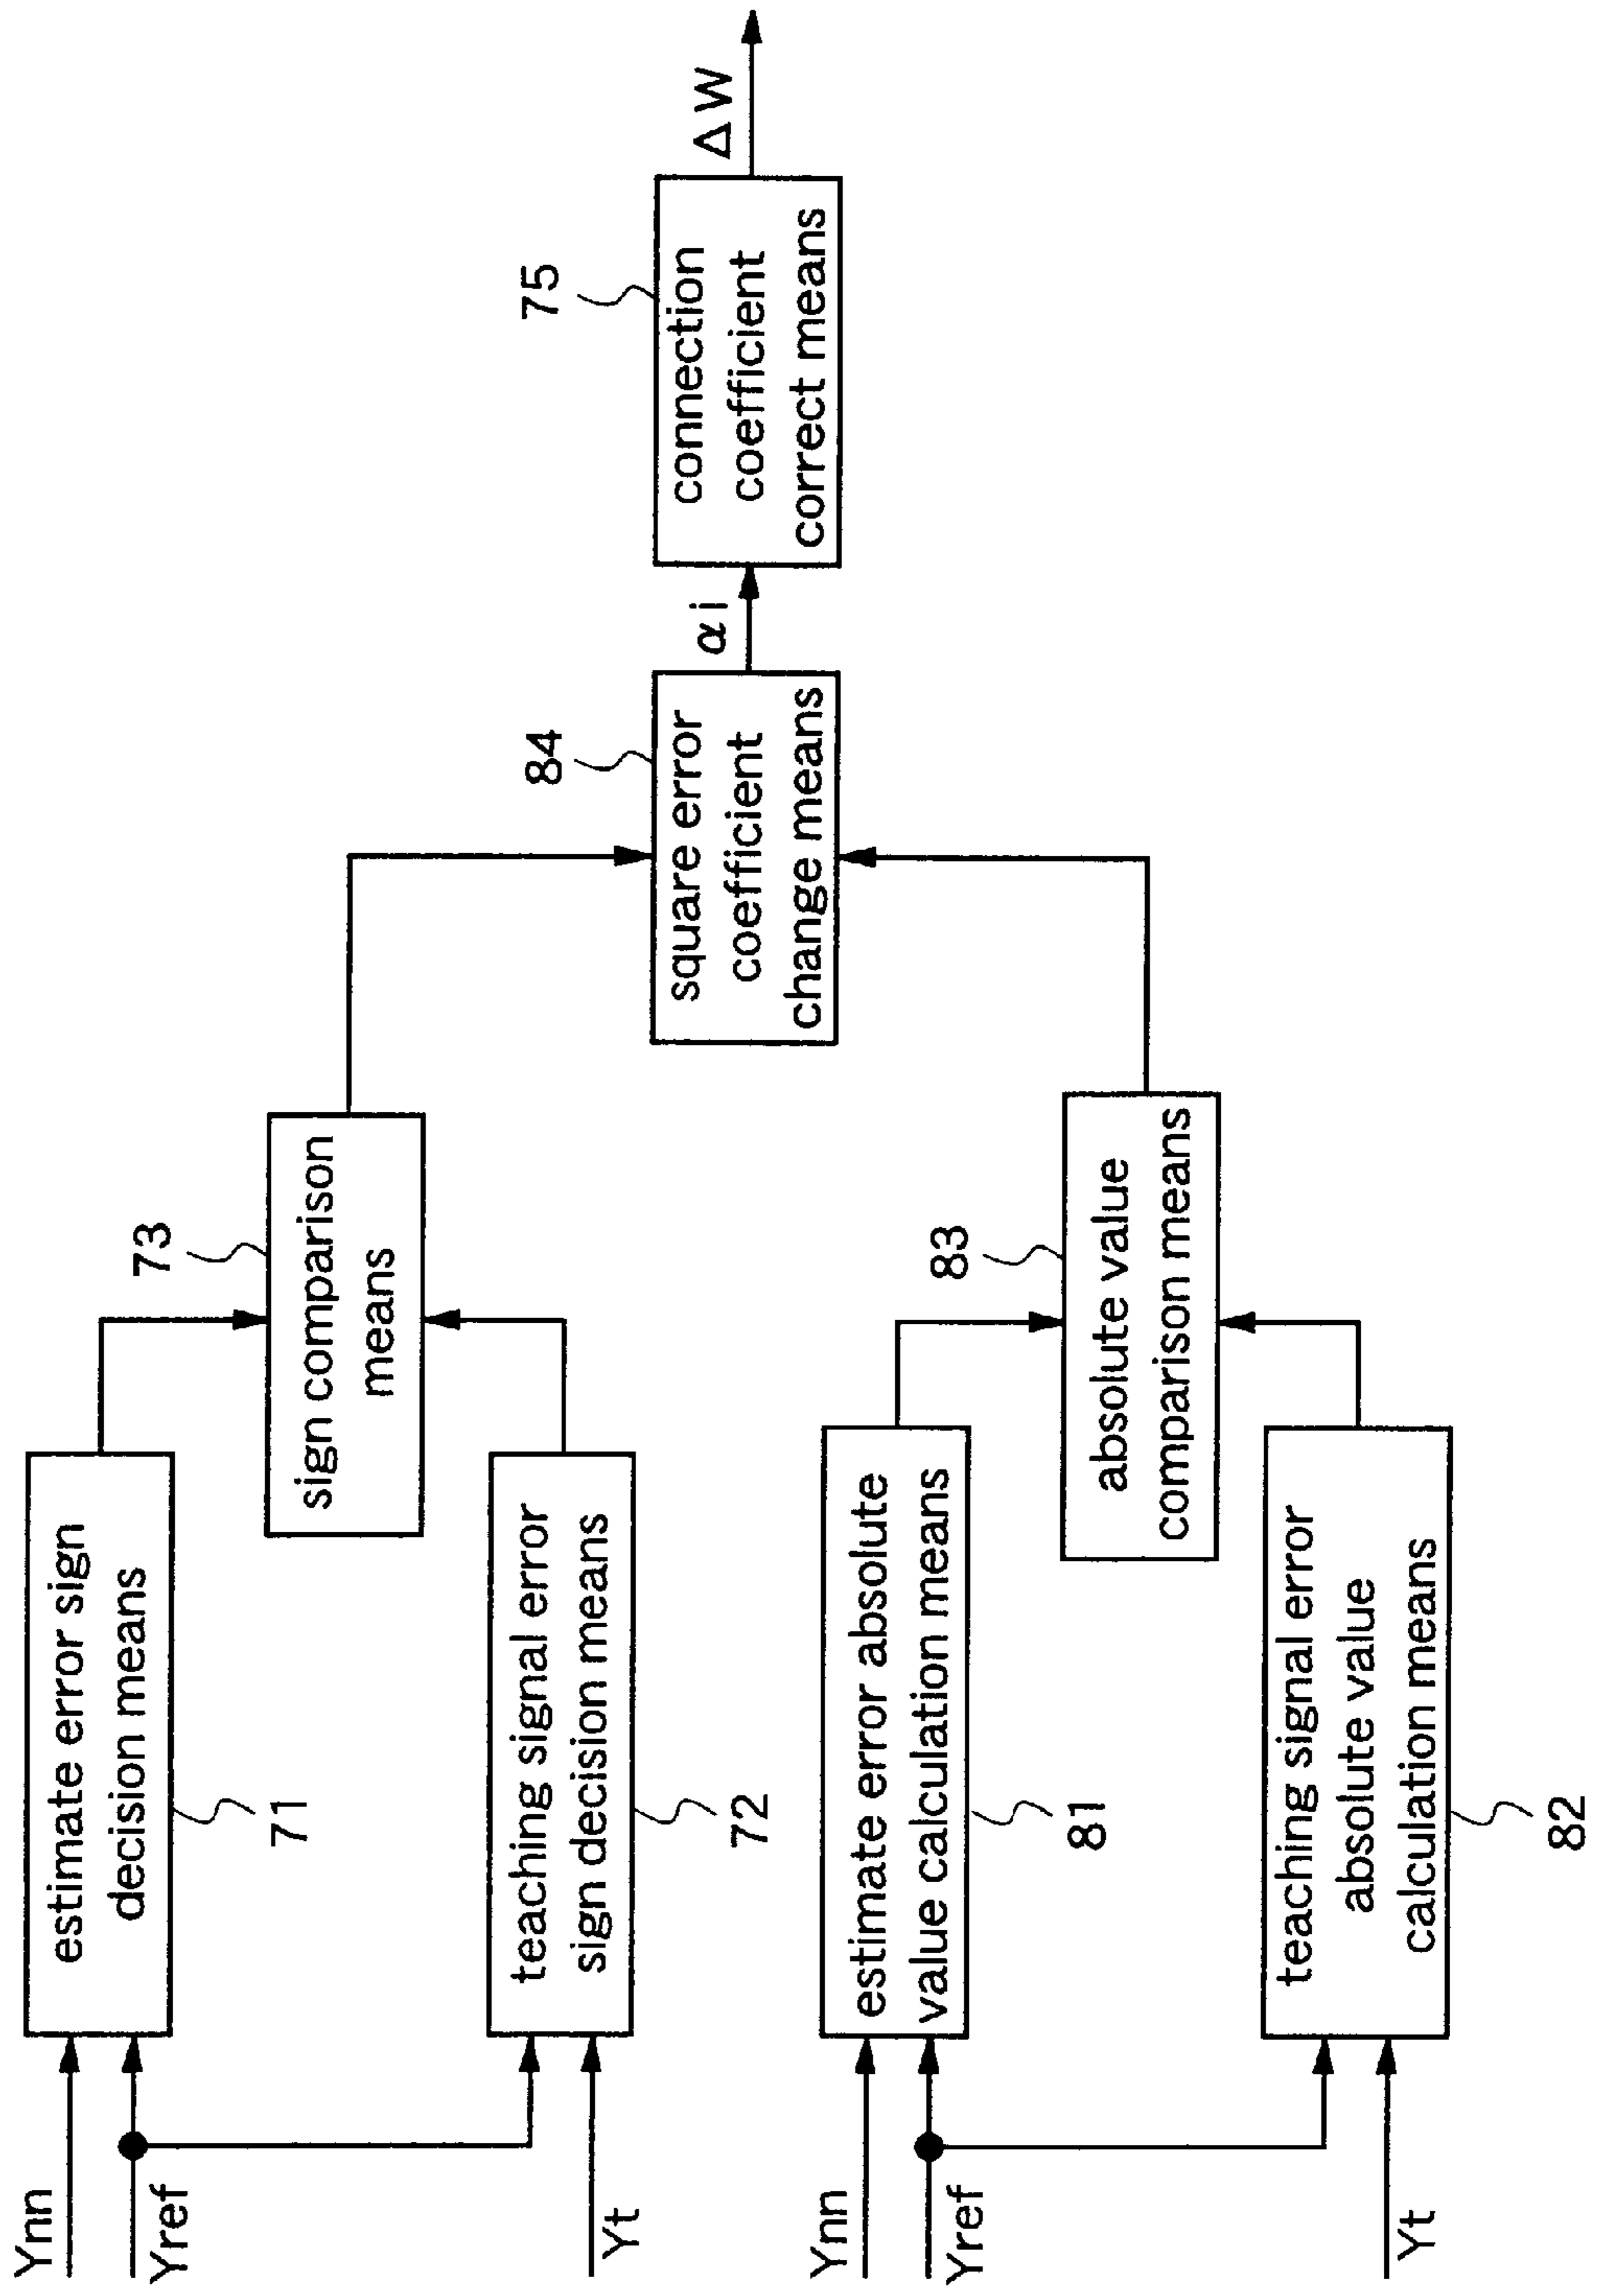 Ynn
Yref
Yt
estimate error sign
decision means
71
teaching signal error
sign decision means
72
sign comparison
means
73
Ynn
Yref
Yt
estimate error absolute
value calculation means
81
teaching signal error
absolute value
calculation means
82
absolute value
comparison means
83
square error
coefficient
change means
84
αi
connection
coefficient
correct means
75
ΔW